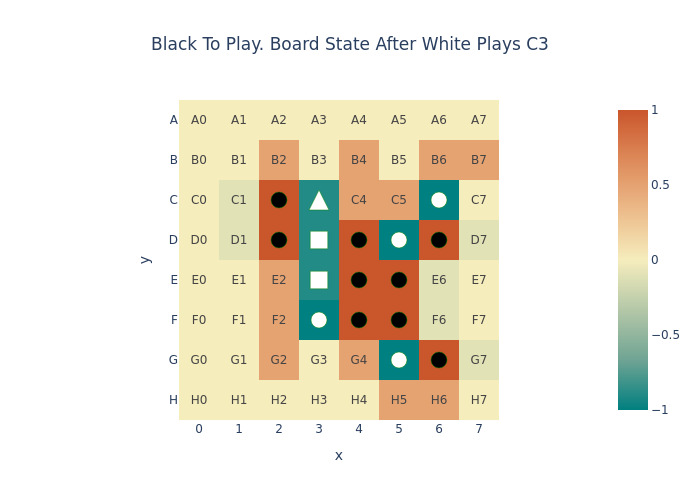 Black To Play. Board State After White Plays C3
A A0 A1 A2 A3 A4 A5 A6 A7
B B0 B1 B2 B3 B4 B5 B6 B7
C C0 C1 C4 C5 C7
D D0 D1 D7
E E0 E1 E2 E6 E7
F F0 F1 F2 F6 F7
G G0 G1 G2 G3 G4 G7
H H0 H1 H2 H3 H4 H5 H6 H7
0 1 2 3 4 5 6 7
x
y
1
0.5
0
−0.5
−1